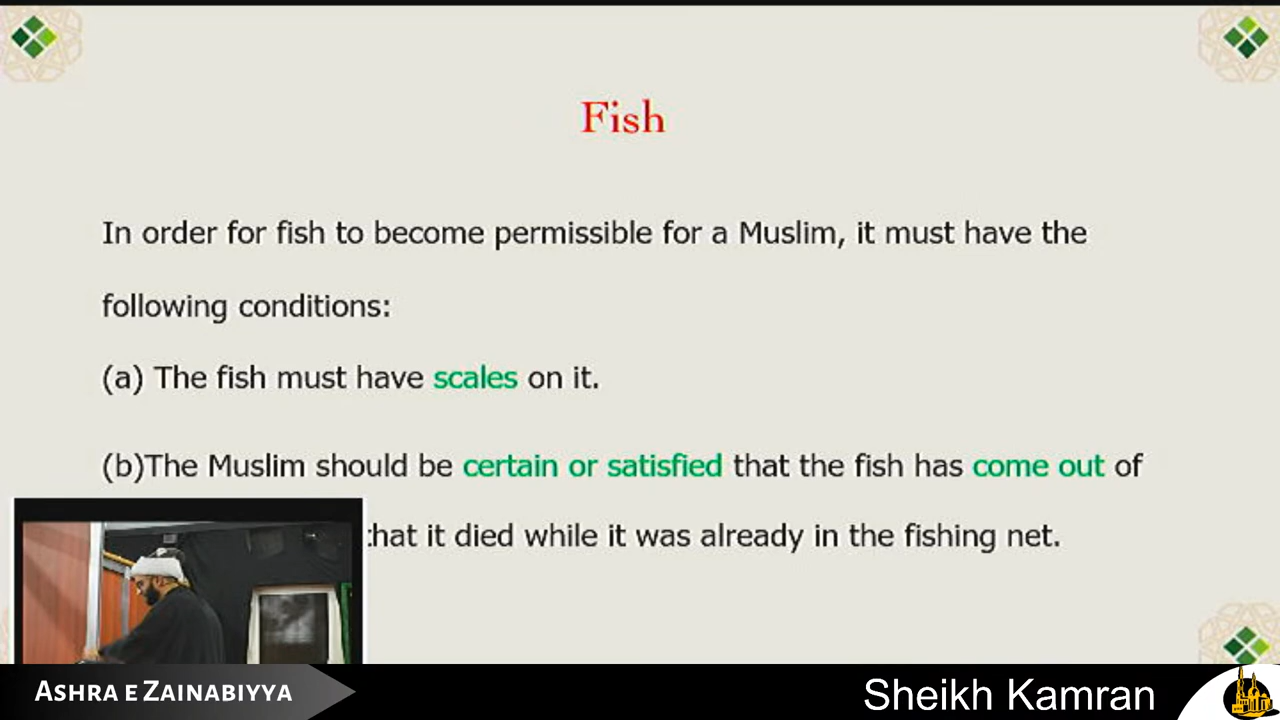 Fish
In order for fish to become permissible for a Muslim, it must have the
following conditions:
(a) The fish must have scales on it.
(b)The Muslim should be certain or satisfied that the fish has come out of
that it died while it was already in the fishing net.
ASHRA E ZAINABIYYA
Sheikh Kamran